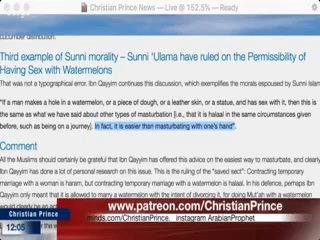 Christian Prince News — Live @ 152.5% — Ready
cucumber distribution.
Third example of Sunni morality – Sunni 'Ulama have ruled on the Permissibility of
Having Sex with Watermelons
That was not a typographical error. Ibn Qayyim continues this discussion, which exemplifies the morals espoused by Sunni Islam
"If a man makes a hole in a watermelon, or a piece of dough, or a leather skin, or a statue, and has sex with it, then this is
the same as what we have said about other types of masturbation [i.e., that it is halaal in the same circumstances given
before, such as being on a journey]. In fact, it is easier than masturbating with one's hand".
Comment
All the Muslims should certainly be grateful that Ibn Qayyim has offered this advice on the easiest way to masturbate, and clearly
Ibn Qayyim has done a lot of personal research on this issue. This is the ruling of the "saved sect": Contracting temporary
marriage with a woman is haram, but contracting temporary marriage with a watermelon is halaal. In his defence, perhaps Ibn
Qayyim only meant that it is allowed to marry a watermelon with the intent of divorcing it, for doing Mut'ah with a watermelon
would clearly be an
www.patreon.com/ChristianPrince
Christian Prince
minds.com/ChristianPrince, instagram ArabianProphet
12:05